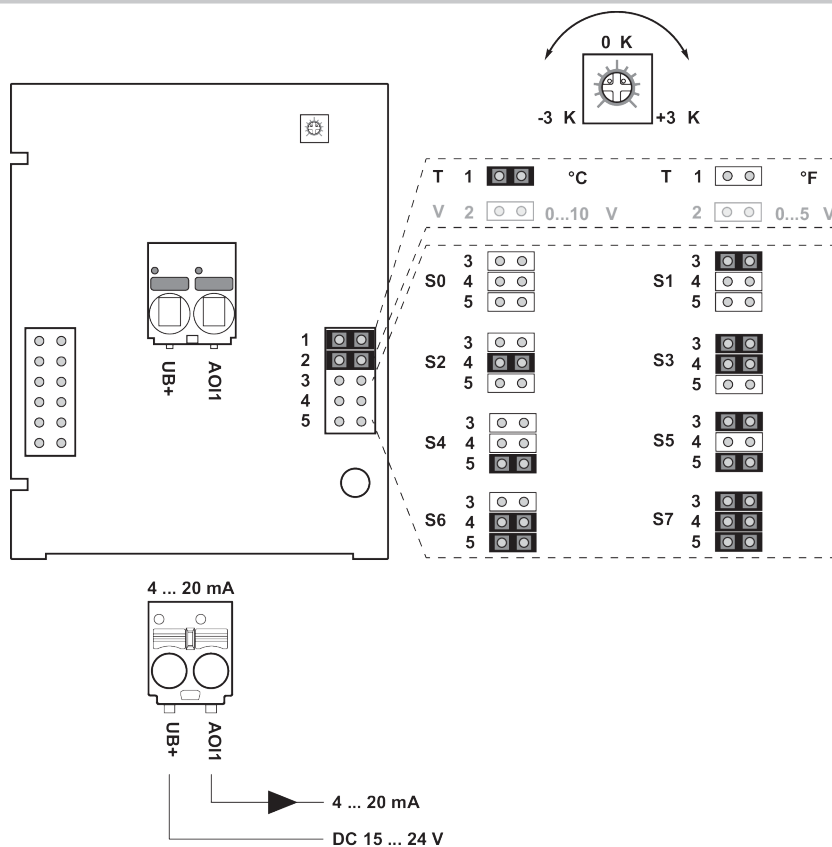 0 K
-3 K +3 K
T 1 °C T 1 °F
V 2 0...10 V 2 0...5 V
3 3
S0 4 S1 4
5 5
3 3
S2 4 S3 4
5 5
3 3
S4 4 S5 4
5 5
3 3
S6 4 S7 4
5 5
1
2
3
4
5
UB+ AOI1
4 ... 20 mA
UB+ AOI1
4 ... 20 mA
DC 15 ... 24 V